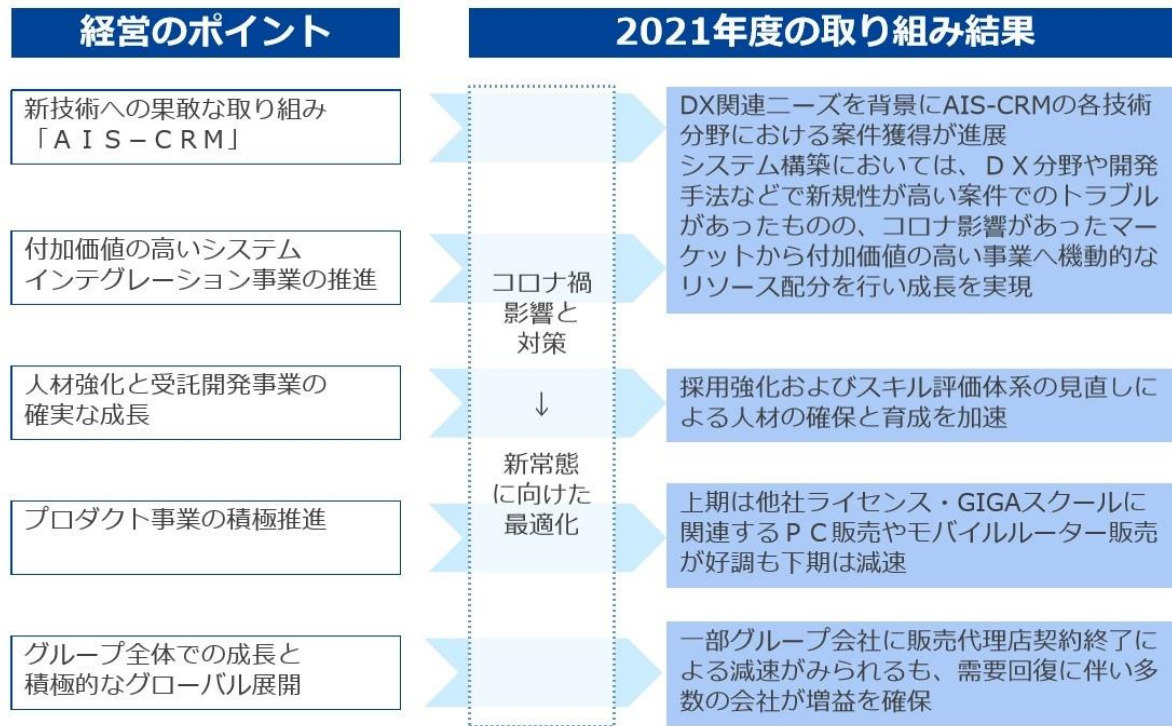 経営のポイント
2021年度の取り組み結果
新技術への果敢な取り組み
「ＡＩＳ－ＣＲＭ」
付加価値の高いシステム
インテグレーション事業の推進
人材強化と受託開発事業の
確実な成長
プロダクト事業の積極推進
グループ全体での成長と
積極的なグローバル展開
コロナ禍
影響と
対策
↓
新常態
に向けた
最適化
DX関連ニーズを背景にAIS-CRMの各技術
分野における案件獲得が進展
システム構築においては、ＤＸ分野や開発
手法などで新規性が高い案件でのトラブル
があったものの、コロナ影響があったマー
ケットから付加価値の高い事業へ機動的な
リソース配分を行い成長を実現
採用強化およびスキル評価体系の見直しに
よる人材の確保と育成を加速
上期は他社ライセンス・GIGAスクールに
関連するＰＣ販売やモバイルルーター販売
が好調も下期は減速
一部グループ会社に販売代理店契約終了に
よる減速がみられるも、需要回復に伴い多
数の会社が増益を確保